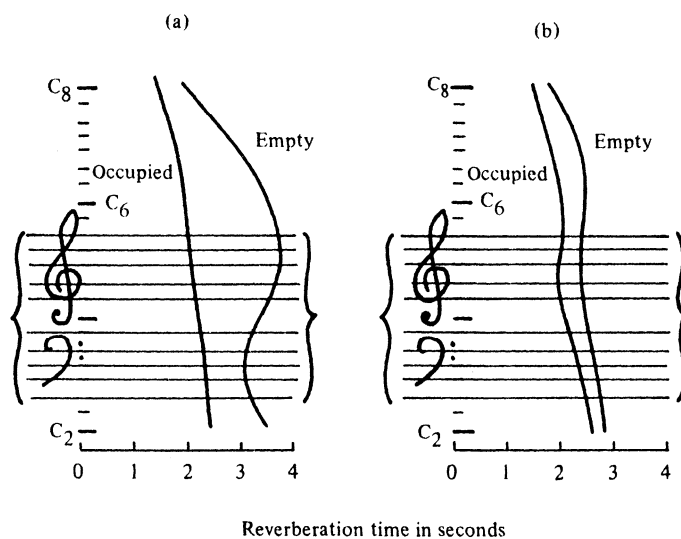 (a)
(b)
C8
C8
Empty
Empty
Occupied
Occupied
C6
C6
C2
C2
0 1 2 3 4
0 1 2 3 4
Reverberation time in seconds